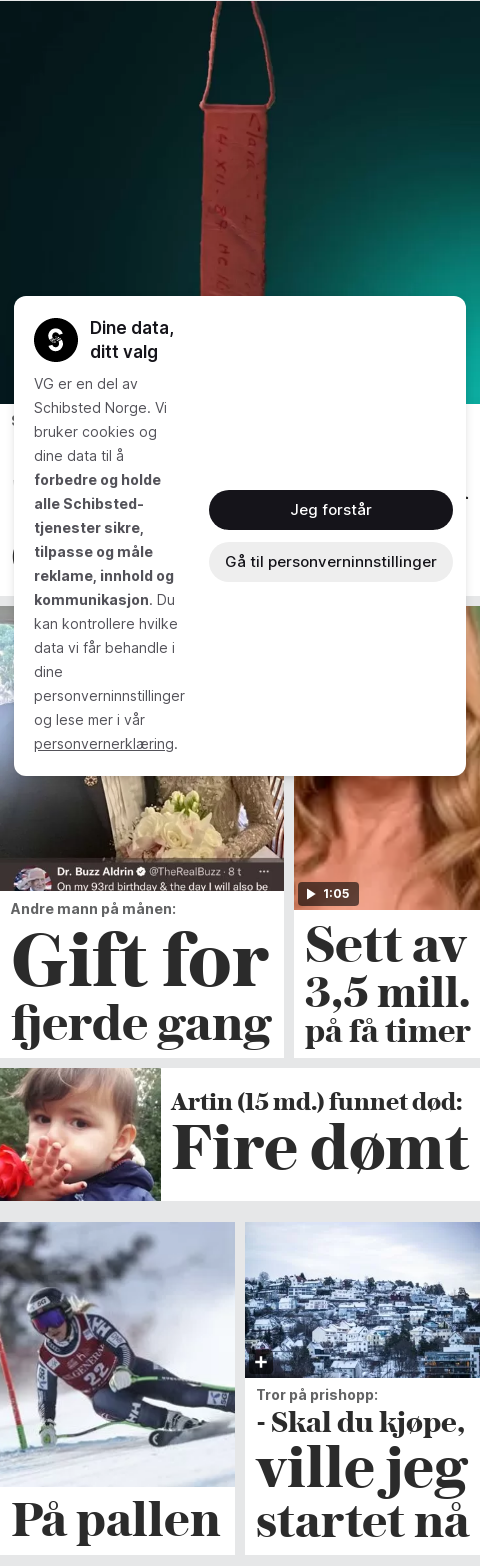 Dine data,
ditt valg
VG er en del av
Schibsted Norge. Vi
bruker cookies og
dine data til å
forbedre og holde
alle Schibsted-
tjenester sikre,
tilpasse og måle
reklame, innhold og
kommunikasjon. Du
kan kontrollere hvilke
data vi får behandle i
dine
personverninnstillinger
og lese mer i vår
personvernerklæring.
Jeg forstår
Gå til personverninnstillinger
Dr. Buzz Aldrin @TheRealBuzz · 8 t
On my 93rd birthday & the day I will also be
Andre mann på månen:
Gift for
fjerde gang
1:05
Sett av
3,5 mill.
på få timer
Artin (15 md.) funnet død:
Fire dømt
22
På pallen
Tror på prishopp:
- Skal du kjøpe,
ville jeg
startet nå